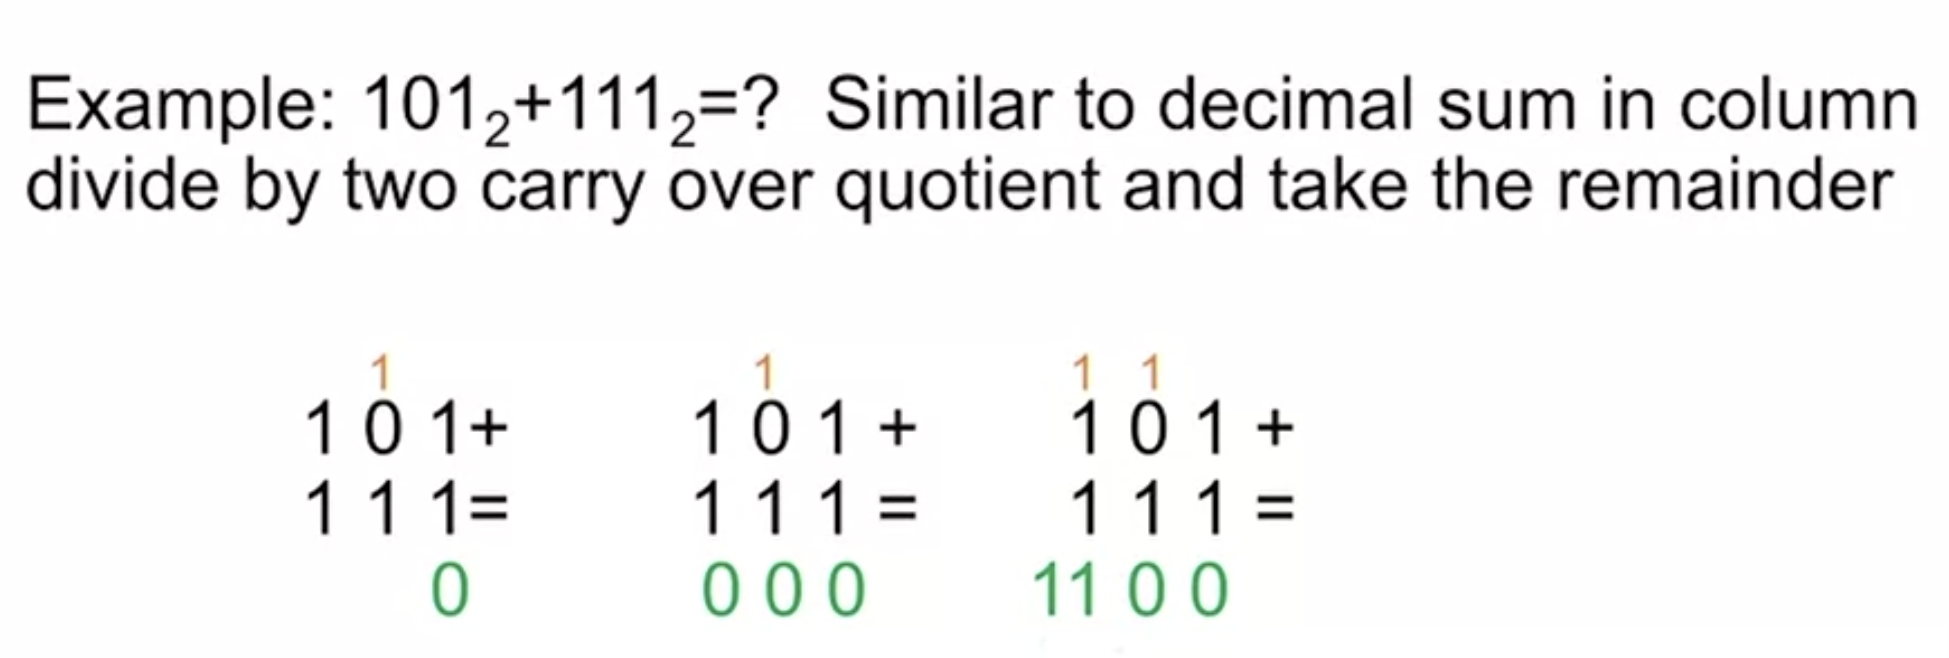 Example: 101₂+111₂=? Similar to decimal sum in column
divide by two carry over quotient and take the remainder
1 1 1 1
1 0 1+ 1 0 1 + 1 0 1 +
1 1 1= 1 1 1 = 1 1 1 =
0 0 0 0 11 0 0